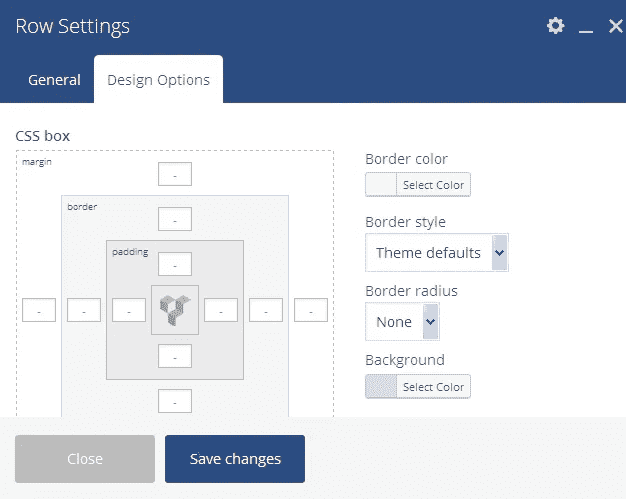 Row Settings
General
Design Options
CSS box
margin
-
border
-
padding
-
- - - - - -
-
-
Border color
Select Color
Border style
Theme defaults
Border radius
None
Background
Select Color
Close
Save changes